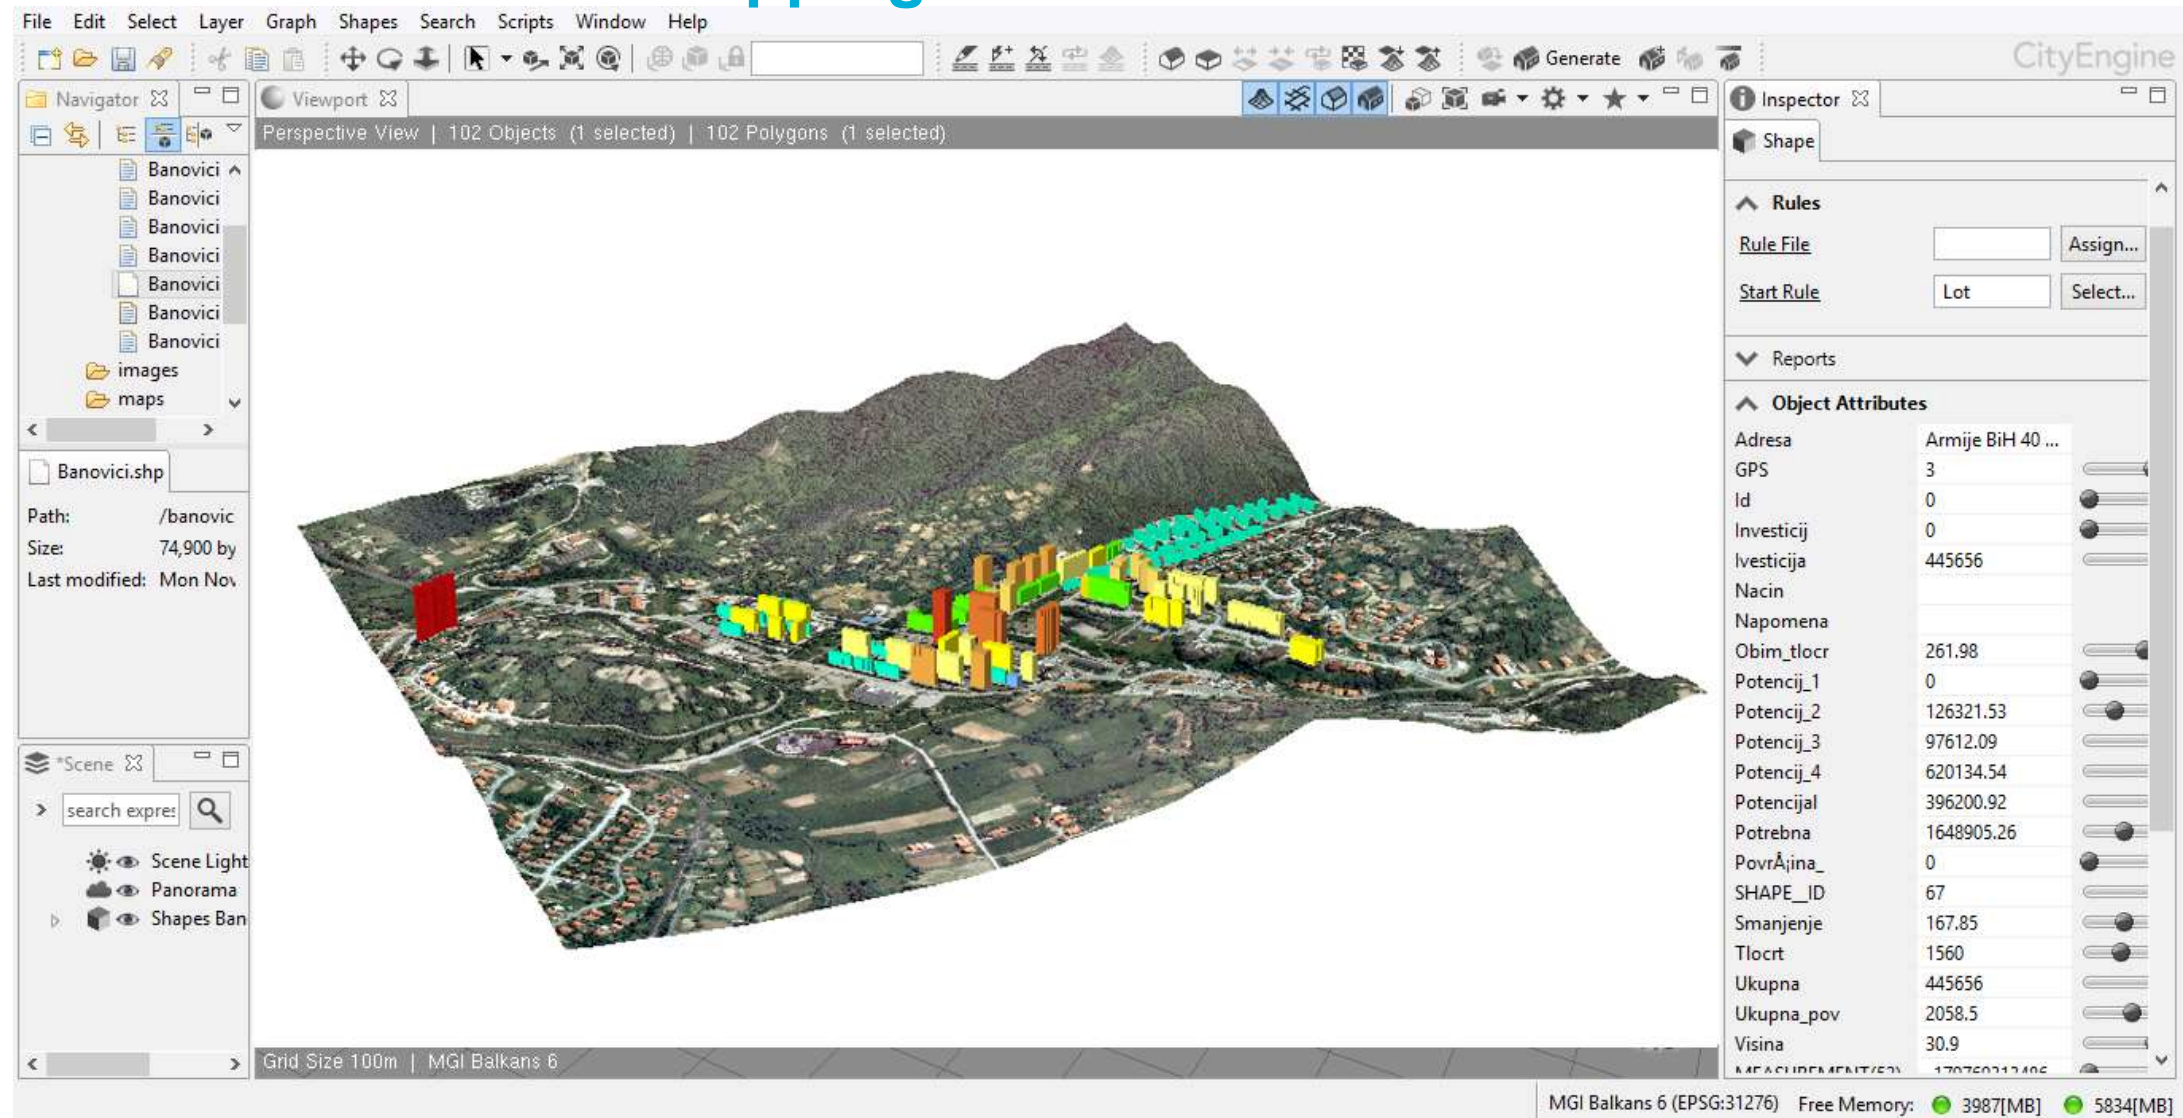 pping
File Edit Select Layer Graph Shapes Search Scripts Window Help
Generate
CityEngine
Navigator
Banovici
Banovici
Banovici
Banovici
Banovici
Banovici
Banovici
images
maps
Banovici.shp
Path: /banovic
Size: 74,900 by
Last modified: Mon Nov
*Scene
search expres
Scene Light
Panorama
Shapes Ban
Viewport
Perspective View | 102 Objects (1 selected) | 102 Polygons (1 selected)
Grid Size 100m | MGI Balkans 6
Inspector
Shape
Rules
Rule File Assign...
Start Rule Lot Select...
Reports
Object Attributes
Adresa Armije BiH 40 ...
GPS 3
Id 0
Investicij 0
Ivesticija 445656
Nacin
Napomena
Obim_tlocr 261.98
Potencij_1 0
Potencij_2 126321.53
Potencij_3 97612.09
Potencij_4 620134.54
Potencijal 396200.92
Potrebna 1648905.26
PovrÅ¡ina_ 0
SHAPE__ID 67
Smanjenje 167.85
Tlocrt 1560
Ukupna 445656
Ukupna_pov 2058.5
Visina 30.9
MGI Balkans 6 (EPSG:31276) Free Memory: 3987[MB] 5834[MB]